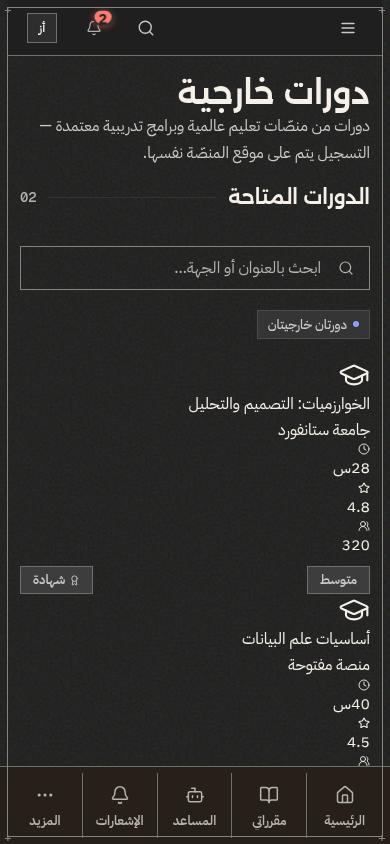 أز
2
دورات خارجية
دورات من منصّات تعليم عالمية وبرامج تدريبية معتمدة —
التسجيل يتم على موقع المنصّة نفسها.
الدورات المتاحة
02
ابحث بالعنوان أو الجهة...
دورتان خارجيتان
الخوارزميات: التصميم والتحليل
جامعة ستانفورد
28س
4.8
320
متوسط
شهادة
أساسيات علم البيانات
منصة مفتوحة
40س
4.5
الرئيسية
مقرراتي
المساعد
الإشعارات
المزيد